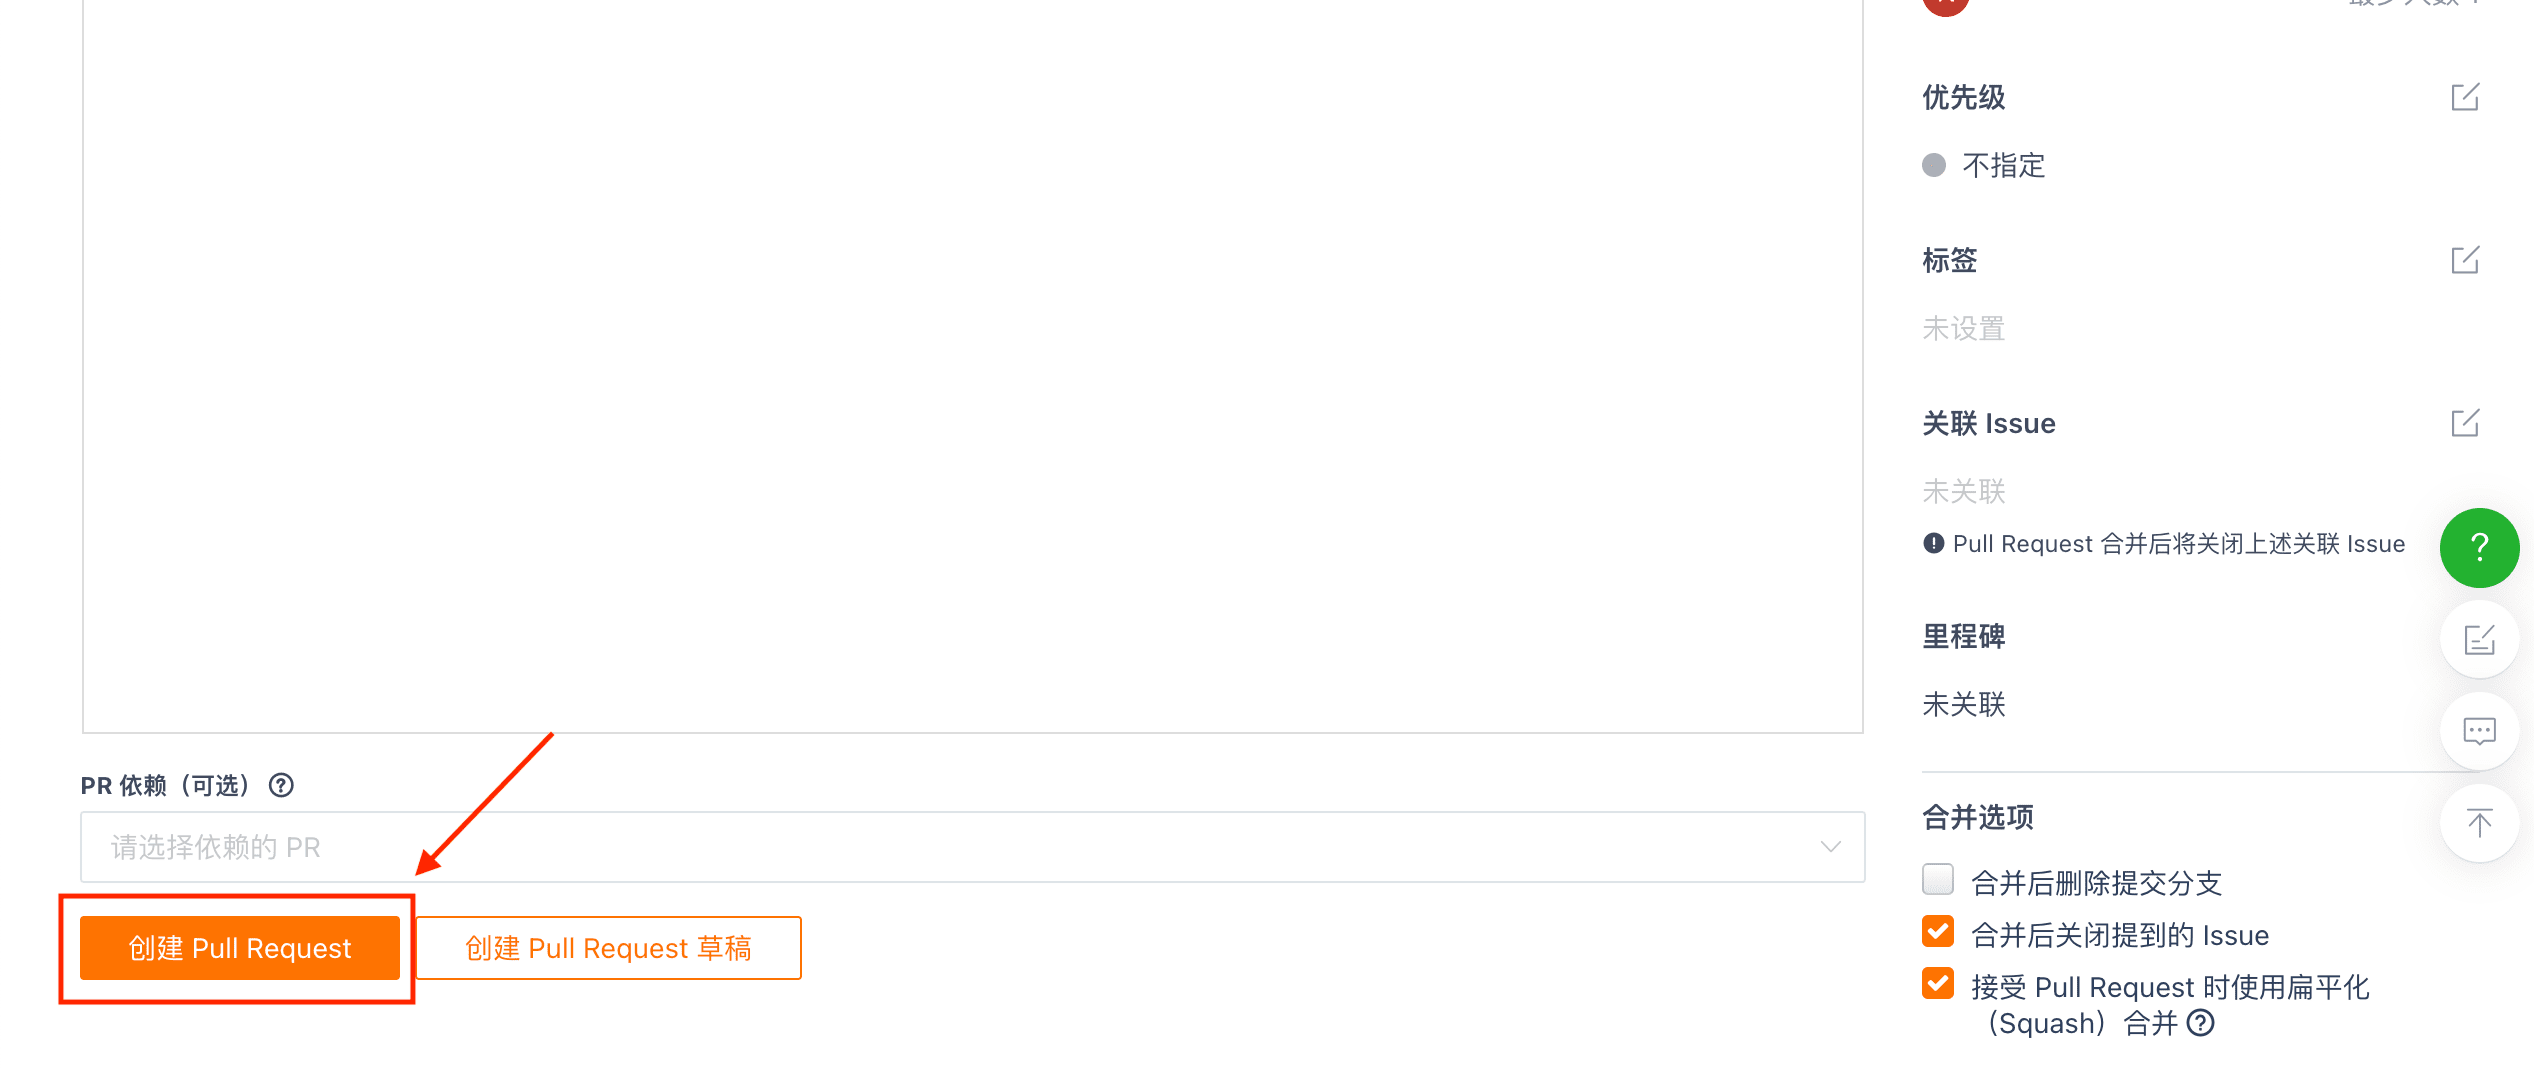 PR 依赖（可选）
请选择依赖的 PR
创建 Pull Request
创建 Pull Request 草稿
优先级
不指定
标签
未设置
关联 Issue
未关联
Pull Request 合并后将关闭上述关联 Issue
里程碑
未关联
合并选项
合并后删除提交分支
合并后关闭提到的 Issue
接受 Pull Request 时使用扁平化
（Squash）合并